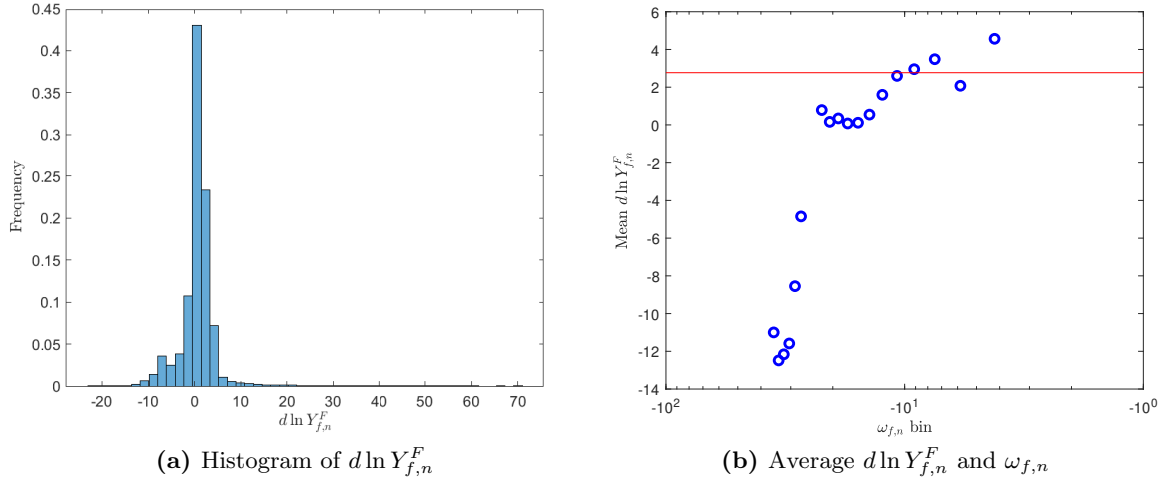 0.45
0.4
0.35
0.3
0.25
0.2
0.15
0.1
0.05
0
Frequency
-20 -10 0 10 20 30 40 50 60 70
d ln Y^F_{f,n}
(a) Histogram of d ln Y^F_{f,n}
6
4
2
0
-2
-4
-6
-8
-10
-12
-14
Mean d ln Y^F_{f,n}
-10^2 -10^1 -10^0
ω_{f,n} bin
(b) Average d ln Y^F_{f,n} and ω_{f,n}